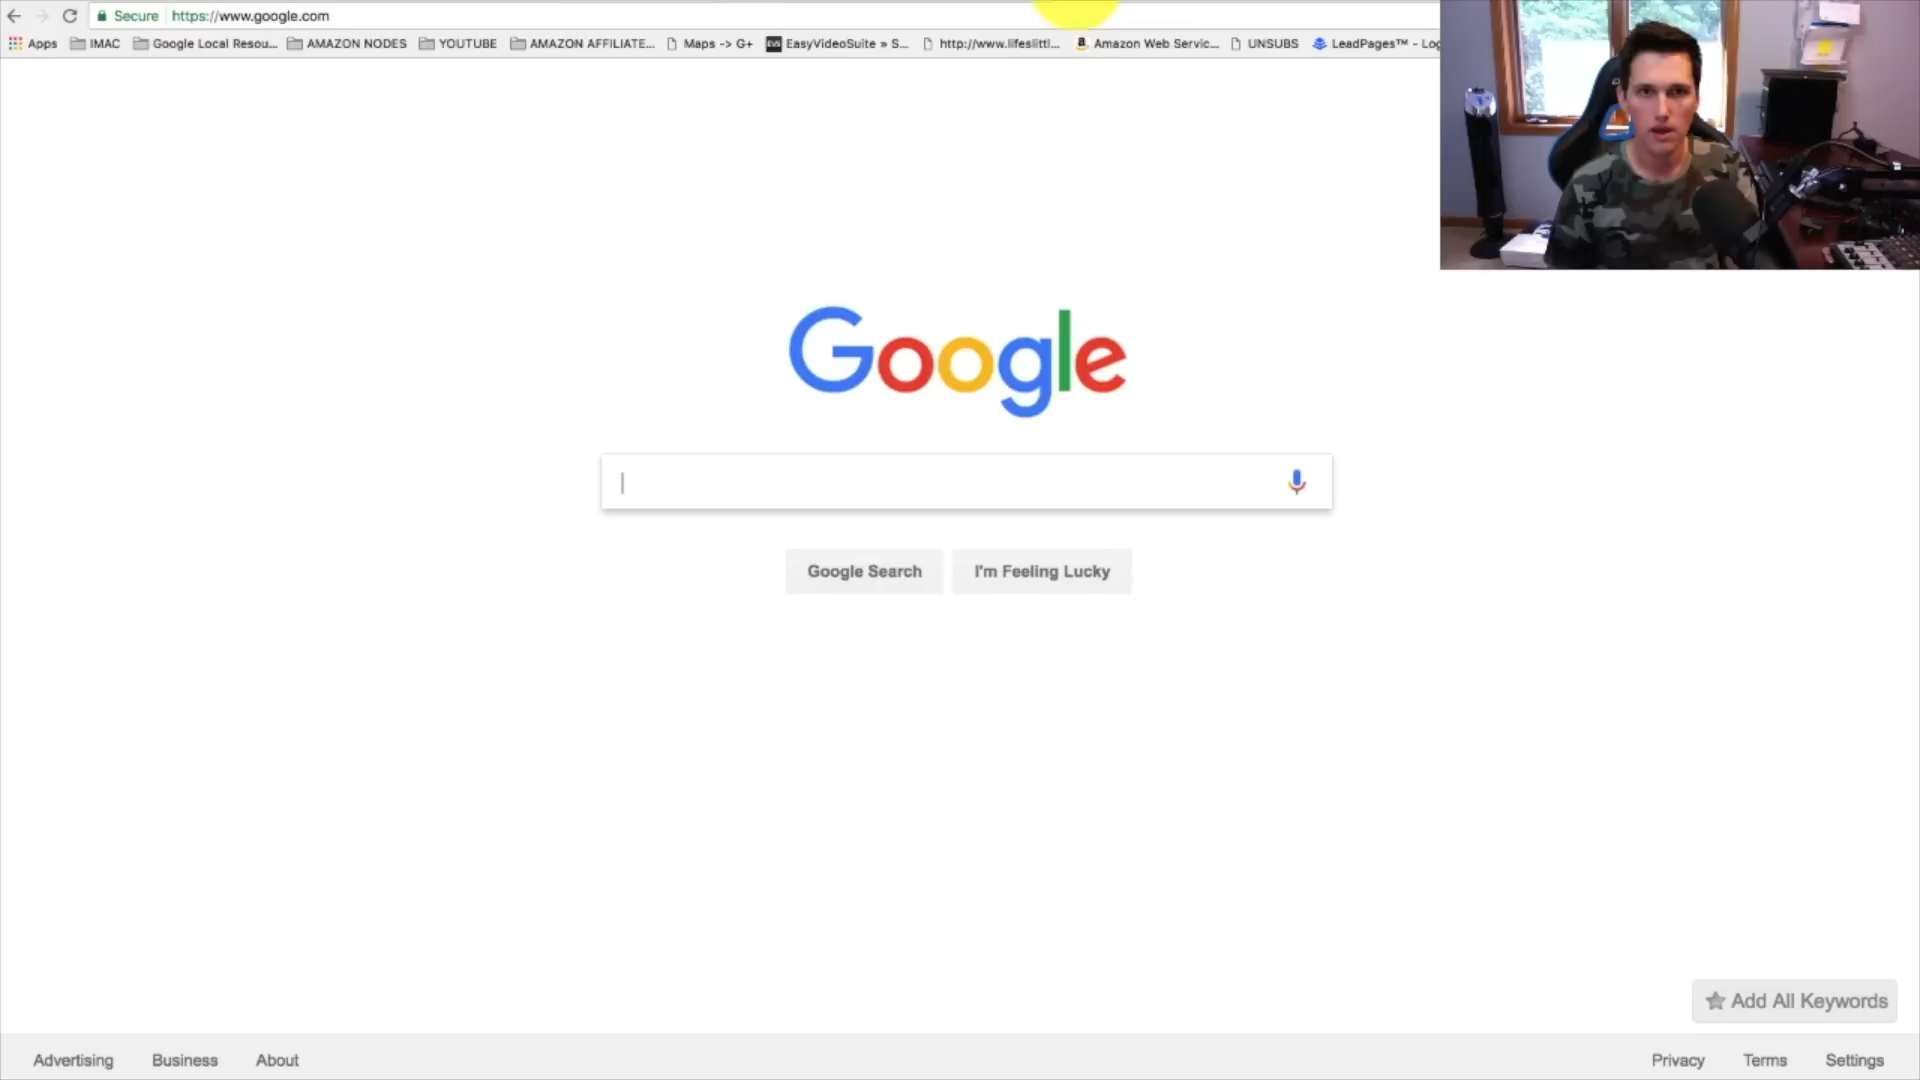 Secure https://www.google.com
Apps IMAC Google Local Resou... AMAZON NODES YOUTUBE AMAZON AFFILIATE... Maps -> G+ EasyVideoSuite » S... http://www.lifeslittl... Amazon Web Servic... UNSUBS LeadPages™ - Log
Google
Google Search I'm Feeling Lucky
Add All Keywords
Advertising Business About Privacy Terms Settings